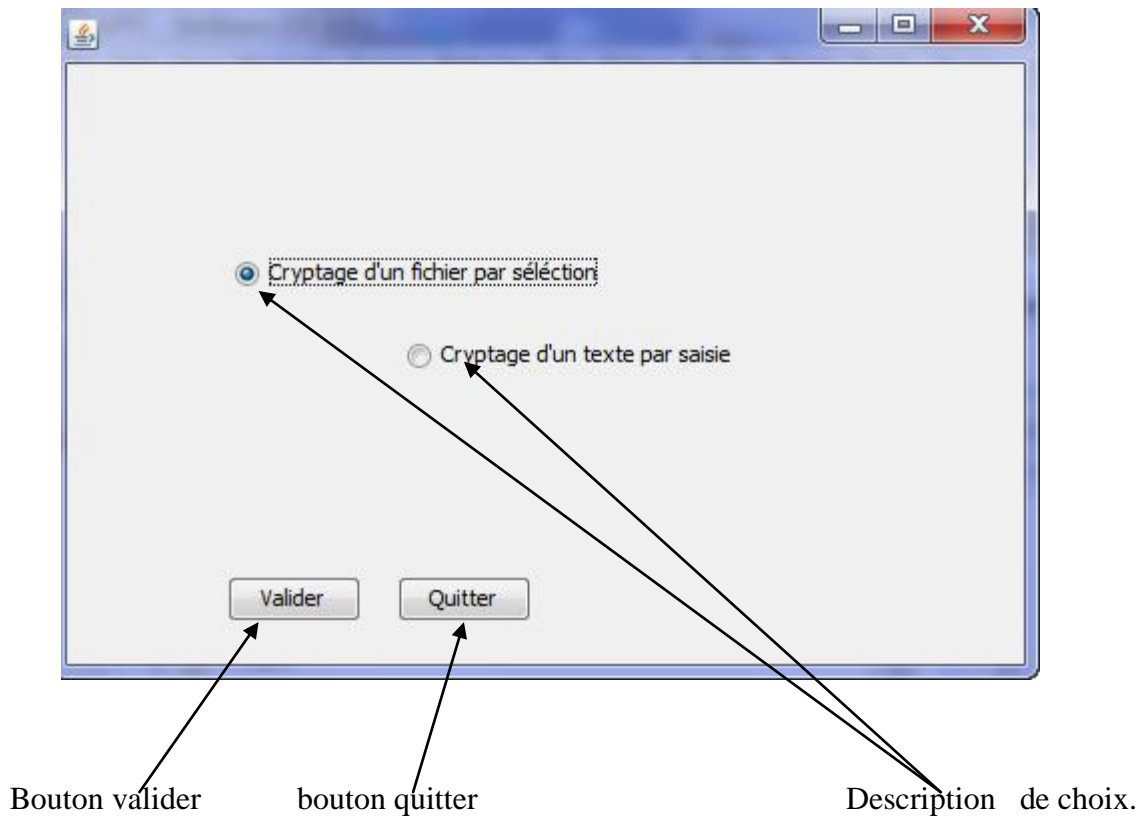 Cryptage d'un fichier par séléction
Cryptage d'un texte par saisie
Valider Quitter
Bouton valider bouton quitter Description de choix.